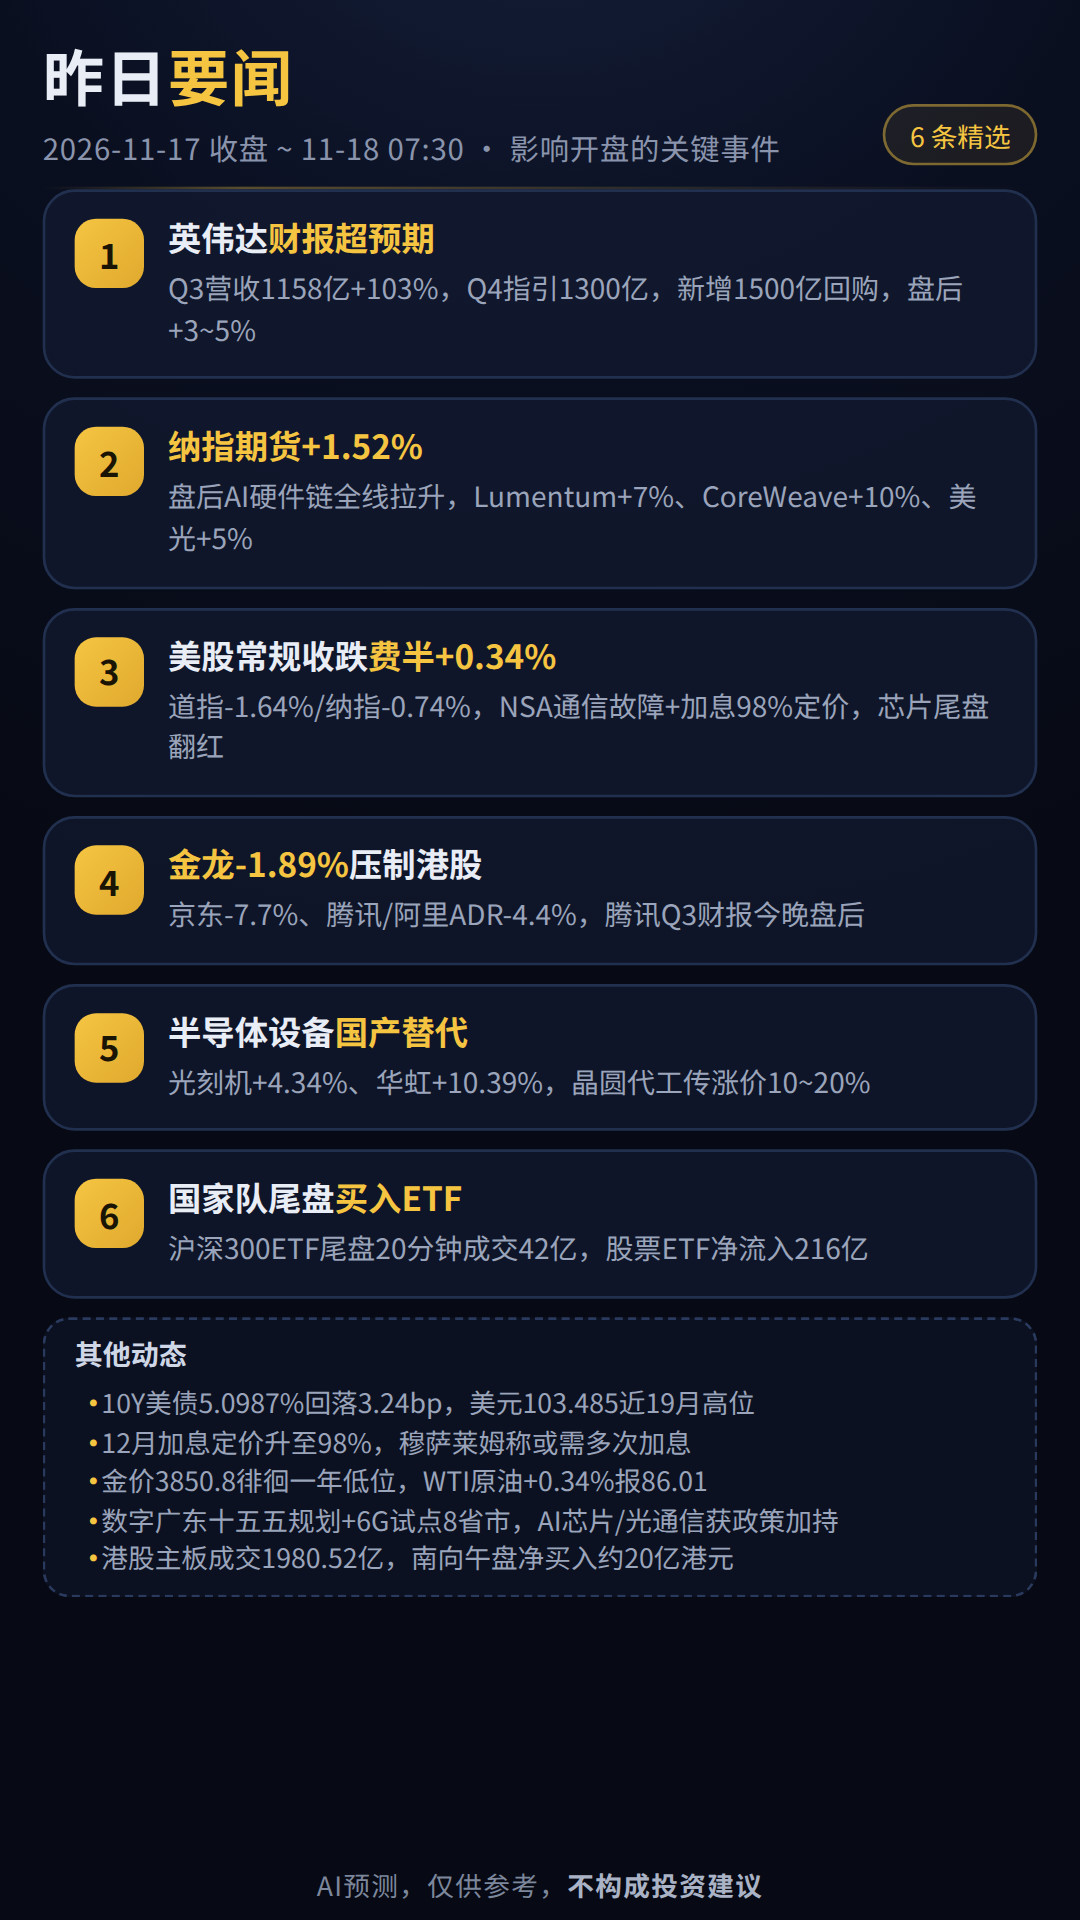 昨日要闻
2026-11-17 收盘 ~ 11-18 07:30 · 影响开盘的关键事件
6 条精选
1
英伟达财报超预期
Q3营收1158亿+103%，Q4指引1300亿，新增1500亿回购，盘后
+3~5%
2
纳指期货+1.52%
盘后AI硬件链全线拉升，Lumentum+7%、CoreWeave+10%、美
光+5%
3
美股常规收跌费半+0.34%
道指-1.64%/纳指-0.74%，NSA通信故障+加息98%定价，芯片尾盘
翻红
4
金龙-1.89%压制港股
京东-7.7%、腾讯/阿里ADR-4.4%，腾讯Q3财报今晚盘后
5
半导体设备国产替代
光刻机+4.34%、华虹+10.39%，晶圆代工传涨价10~20%
6
国家队尾盘买入ETF
沪深300ETF尾盘20分钟成交42亿，股票ETF净流入216亿
其他动态
•10Y美债5.0987%回落3.24bp，美元103.485近19月高位
•12月加息定价升至98%，穆萨莱姆称或需多次加息
•金价3850.8徘徊一年低位，WTI原油+0.34%报86.01
•数字广东十五五规划+6G试点8省市，AI芯片/光通信获政策加持
•港股主板成交1980.52亿，南向午盘净买入约20亿港元
AI预测，仅供参考，不构成投资建议